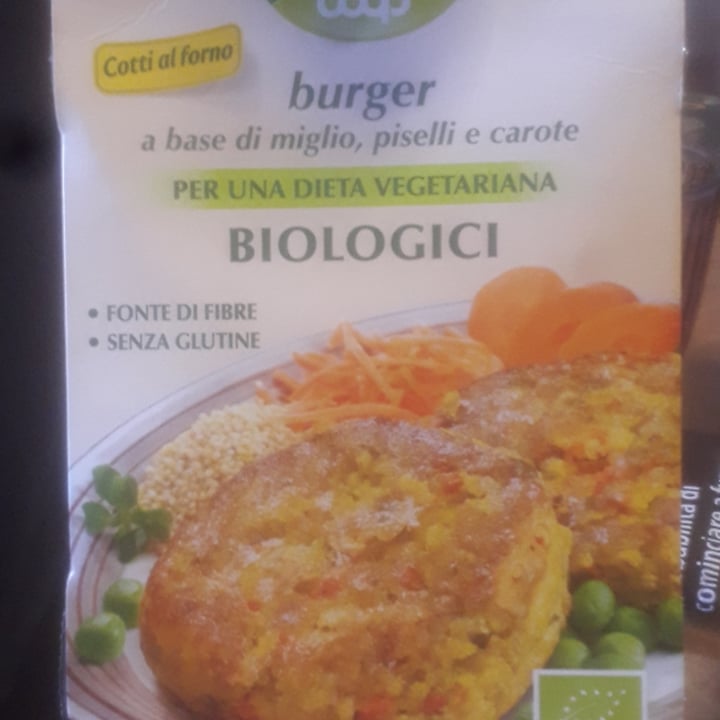 coop
Cotti al forno
burger
a base di miglio, piselli e carote
PER UNA DIETA VEGETARIANA
BIOLOGICI
• FONTE DI FIBRE
• SENZA GLUTINE
cominciare a